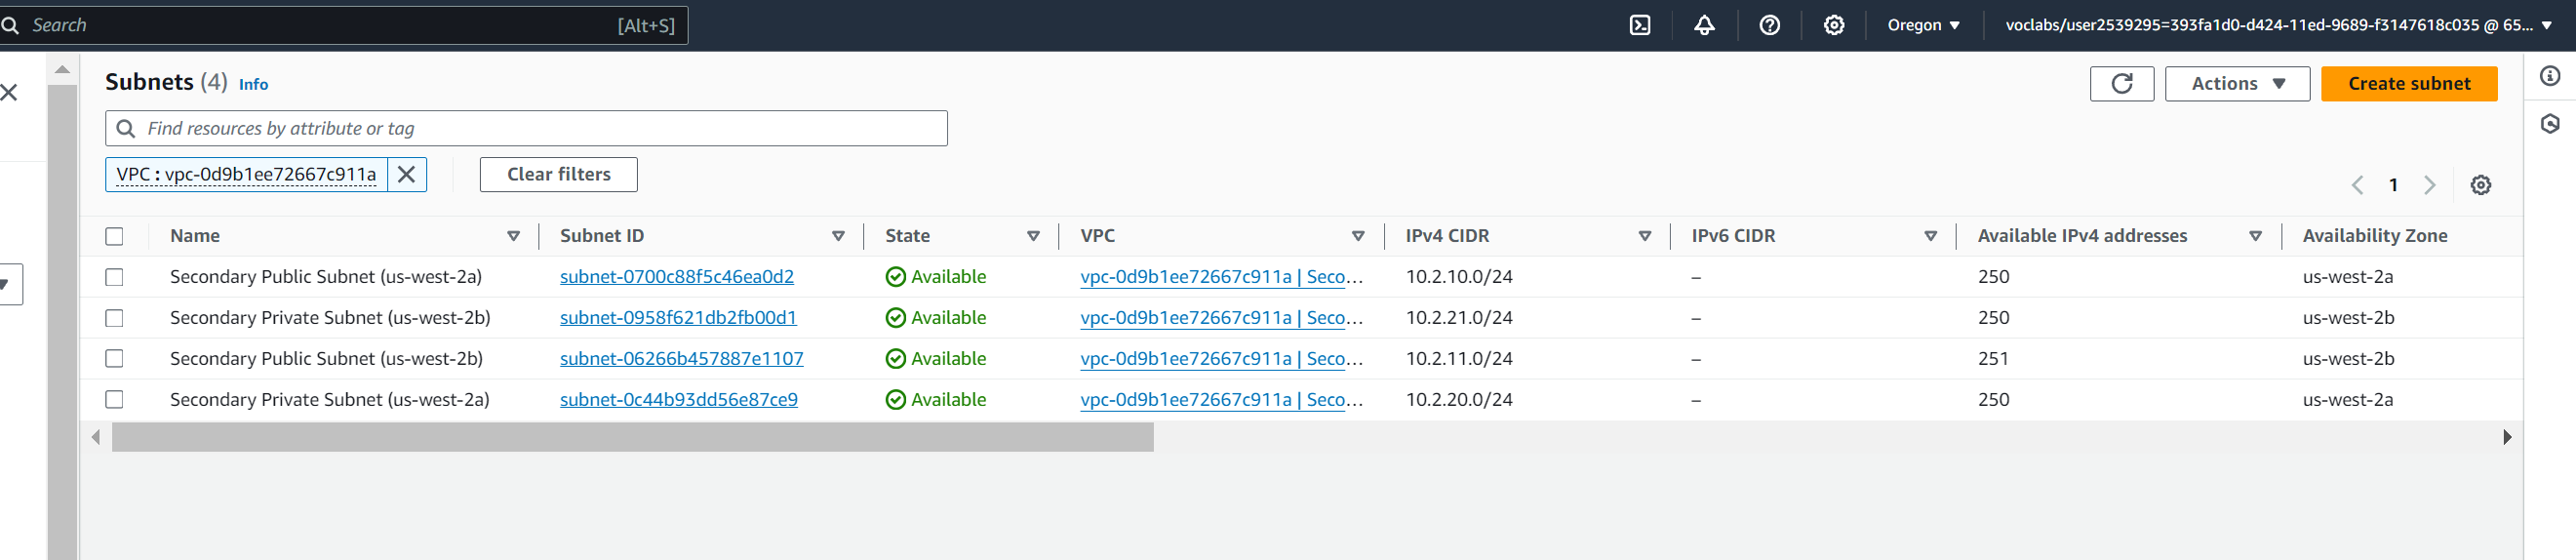 Search [Alt+S] Oregon voclabs/user2539295=393fa1d0-d424-11ed-9689-f3147618c035 @ 65...
Subnets (4) Info Actions Create subnet
Find resources by attribute or tag
VPC : vpc-0d9b1ee72667c911a Clear filters
1
Name Subnet ID State VPC IPv4 CIDR IPv6 CIDR Available IPv4 addresses Availability Zone
Secondary Public Subnet (us-west-2a) subnet-0700c88f5c46ea0d2 Available vpc-0d9b1ee72667c911a | Seco... 10.2.10.0/24 – 250 us-west-2a
Secondary Private Subnet (us-west-2b) subnet-0958f621db2fb00d1 Available vpc-0d9b1ee72667c911a | Seco... 10.2.21.0/24 – 250 us-west-2b
Secondary Public Subnet (us-west-2b) subnet-06266b457887e1107 Available vpc-0d9b1ee72667c911a | Seco... 10.2.11.0/24 – 251 us-west-2b
Secondary Private Subnet (us-west-2a) subnet-0c44b93dd56e87ce9 Available vpc-0d9b1ee72667c911a | Seco... 10.2.20.0/24 – 250 us-west-2a